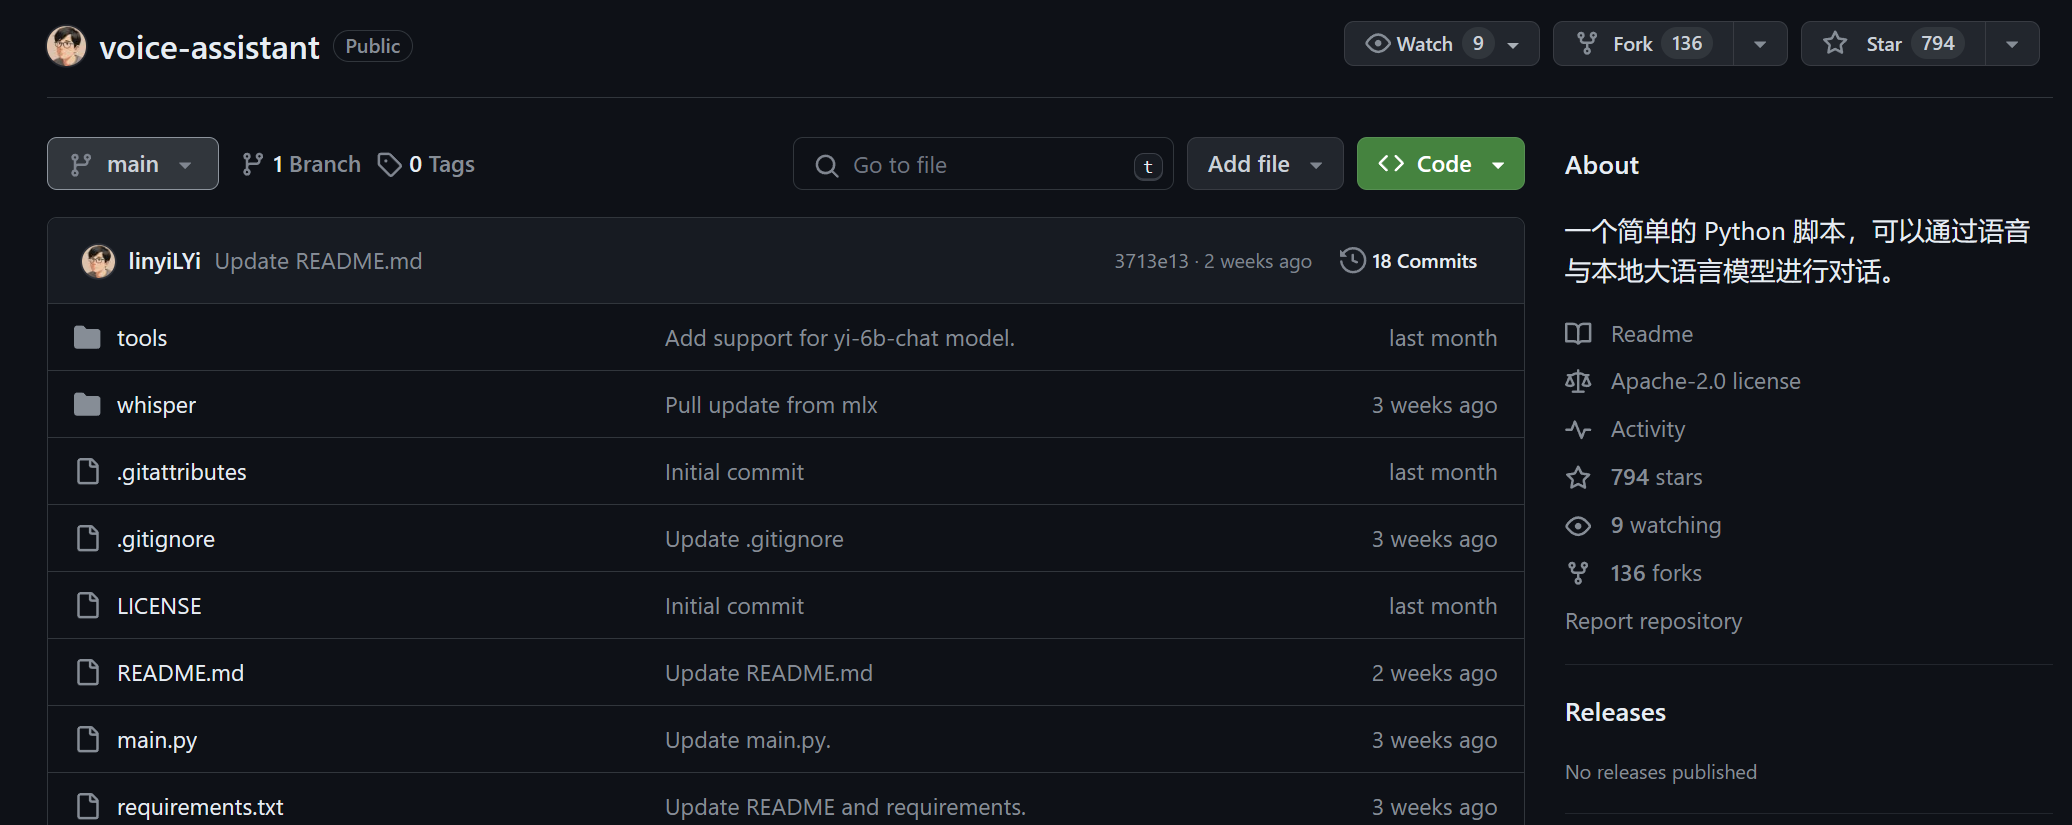 voice-assistant Public Watch 9 Fork 136 Star 794
main 1 Branch 0 Tags Go to file t Add file Code
linyiLYi Update README.md 3713e13 · 2 weeks ago 18 Commits
tools Add support for yi-6b-chat model. last month
whisper Pull update from mlx 3 weeks ago
.gitattributes Initial commit last month
.gitignore Update .gitignore 3 weeks ago
LICENSE Initial commit last month
README.md Update README.md 2 weeks ago
main.py Update main.py. 3 weeks ago
requirements.txt Update README and requirements. 3 weeks ago
About
一个简单的 Python 脚本，可以通过语音
与本地大语言模型进行对话。
Readme
Apache-2.0 license
Activity
794 stars
9 watching
136 forks
Report repository
Releases
No releases published